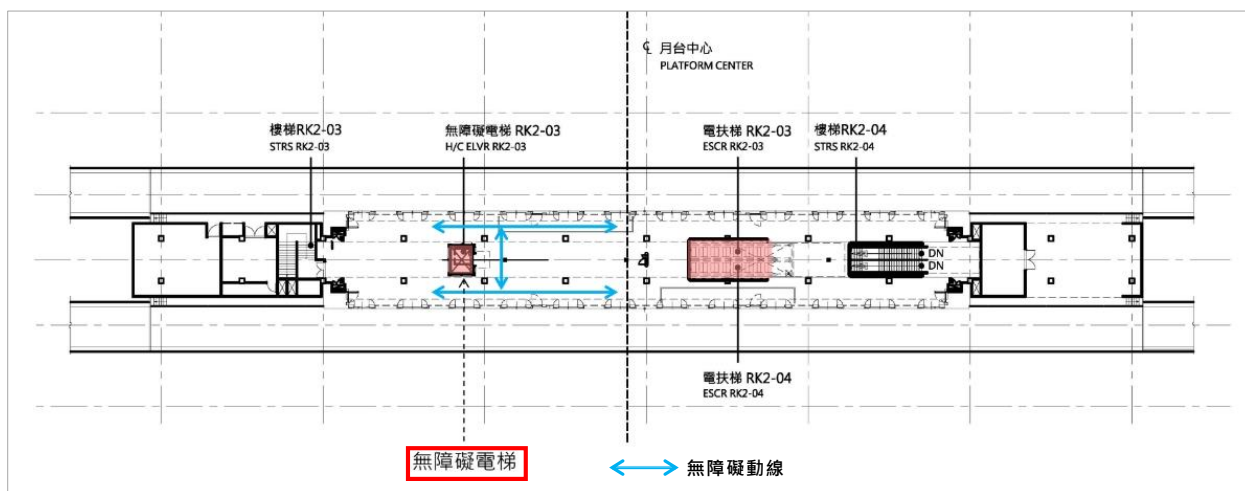 ℄ 月台中心
PLATFORM CENTER
樓梯RK2-03
STRS RK2-03
無障礙電梯 RK2-03
H/C ELVR RK2-03
電扶梯 RK2-03
ESCR RK2-03
樓梯RK2-04
STRS RK2-04
DN
DN
電扶梯 RK2-04
ESCR RK2-04
無障礙電梯
無障礙動線